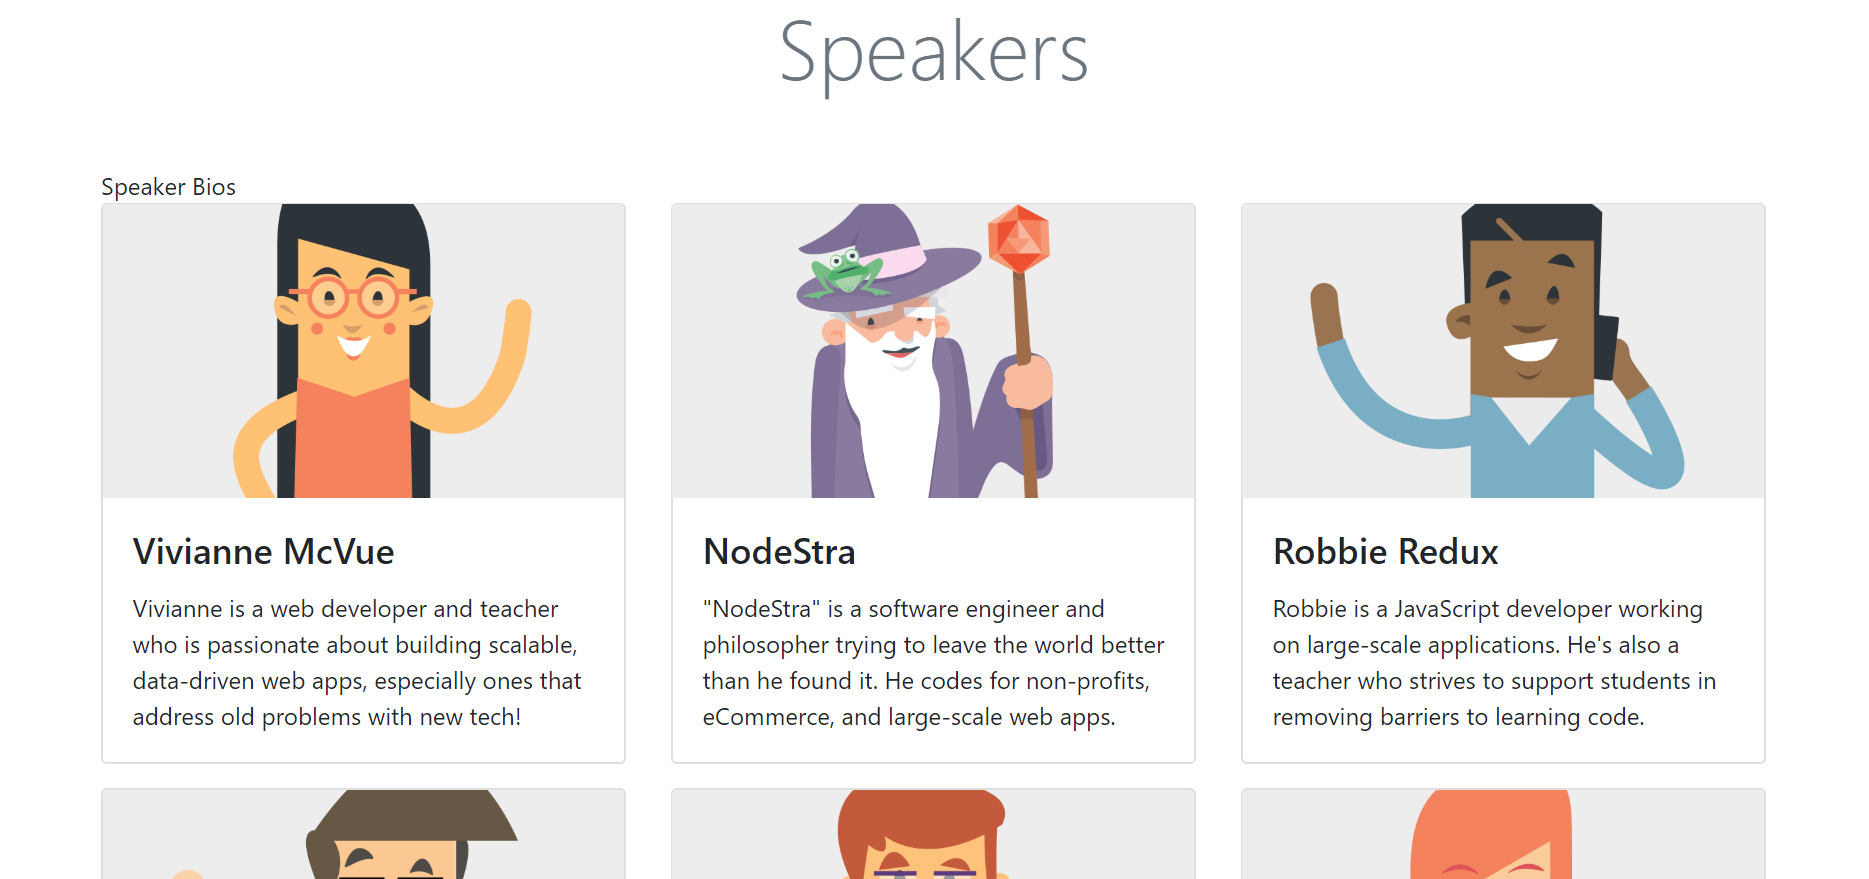 Speakers
Speaker Bios
Vivianne McVue
Vivianne is a web developer and teacher
who is passionate about building scalable,
data-driven web apps, especially ones that
address old problems with new tech!
NodeStra
"NodeStra" is a software engineer and
philosopher trying to leave the world better
than he found it. He codes for non-profits,
eCommerce, and large-scale web apps.
Robbie Redux
Robbie is a JavaScript developer working
on large-scale applications. He's also a
teacher who strives to support students in
removing barriers to learning code.